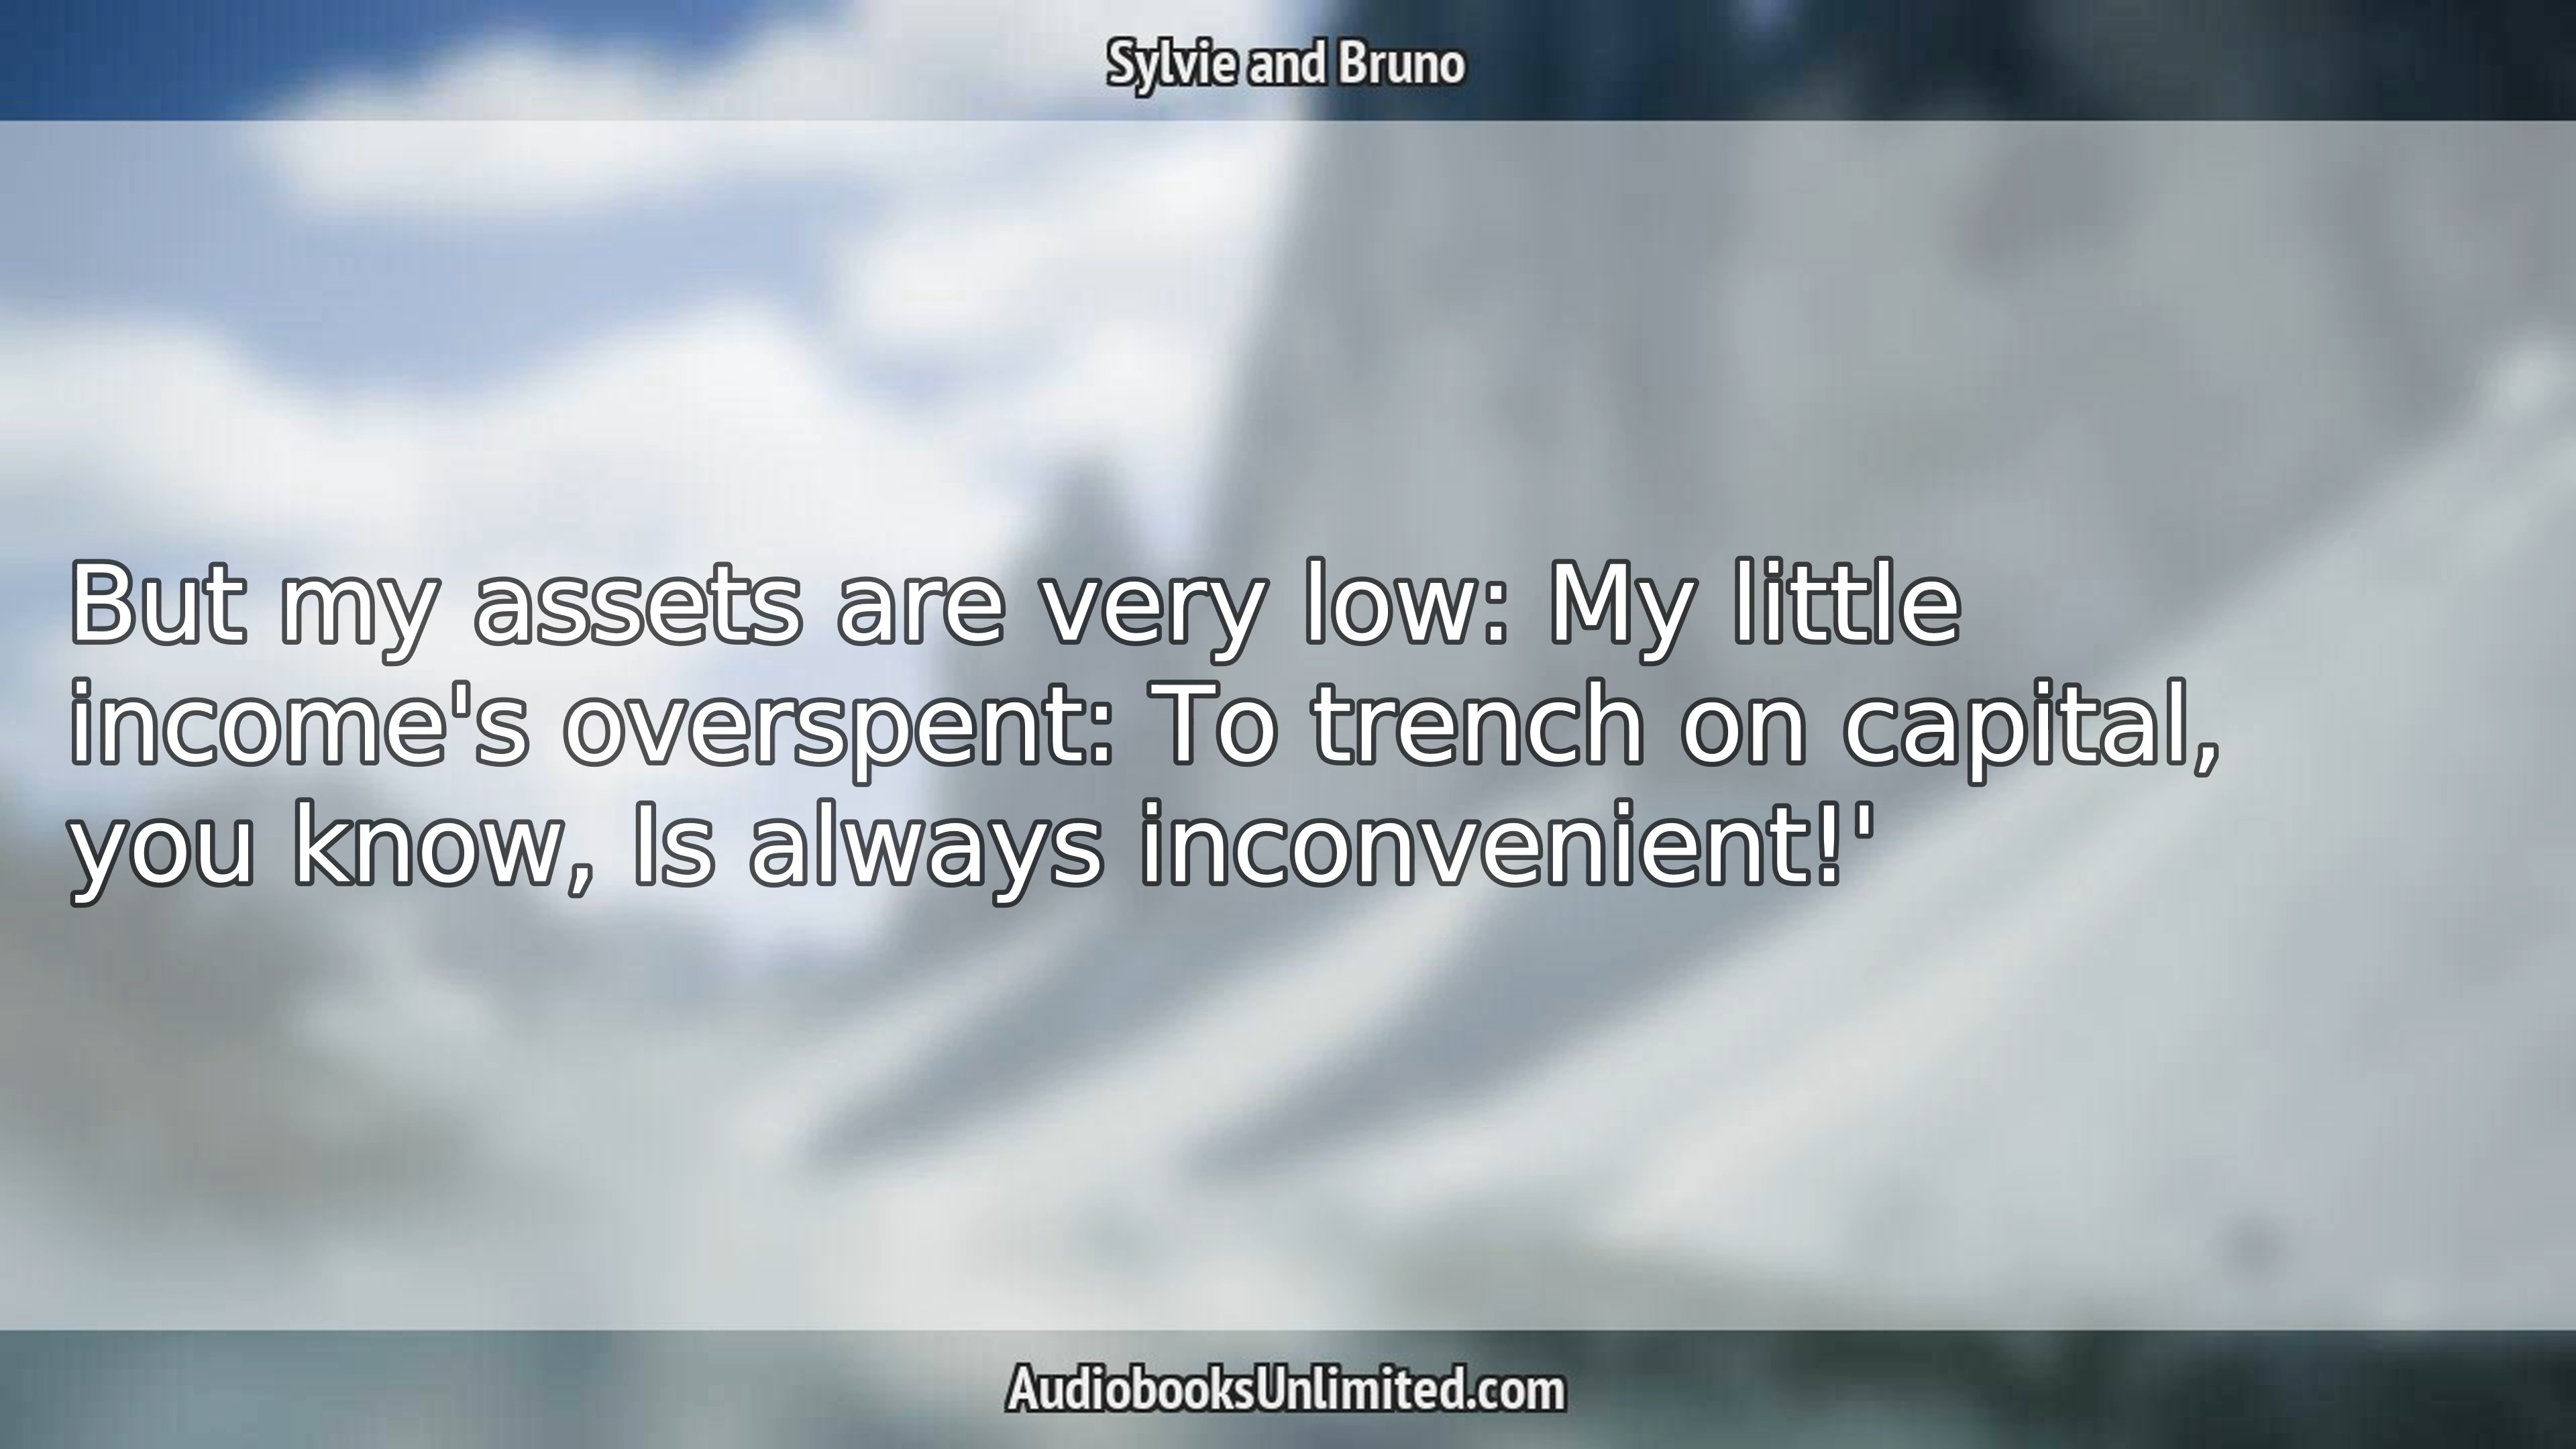 Sylvie and Bruno
But my assets are very low: My little
income's overspent: To trench on capital,
you know, Is always inconvenient!'
AudiobooksUnlimited.com